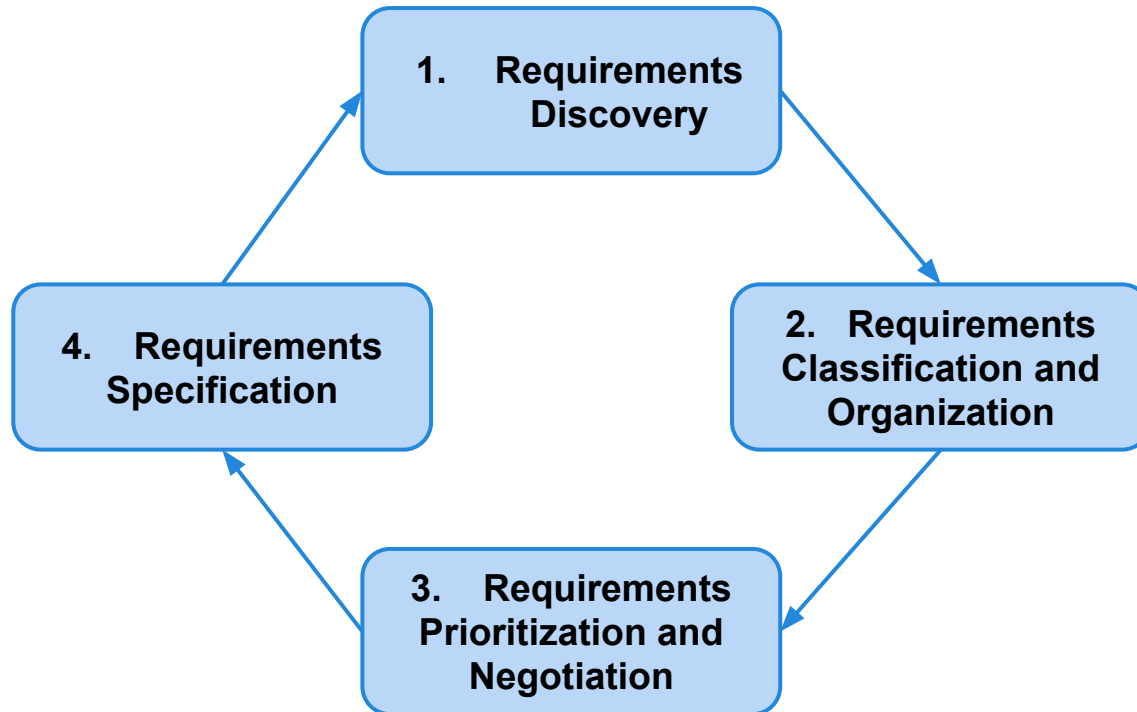 1. Requirements
Discovery
2. Requirements
Classification and
Organization
3. Requirements
Prioritization and
Negotiation
4. Requirements
Specification